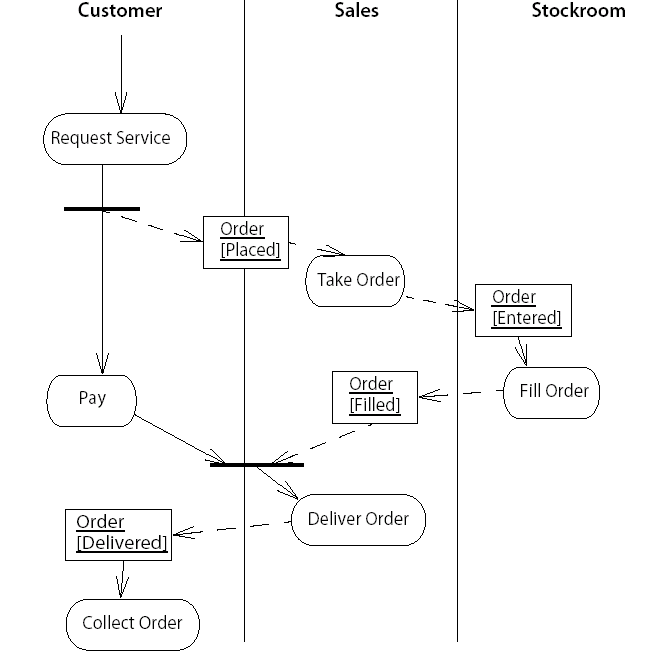 Customer
Sales
Stockroom
Request Service
Order
[Placed]
Take Order
Order
[Entered]
Order
[Filled]
Pay
Fill Order
Order
[Delivered]
Deliver Order
Collect Order